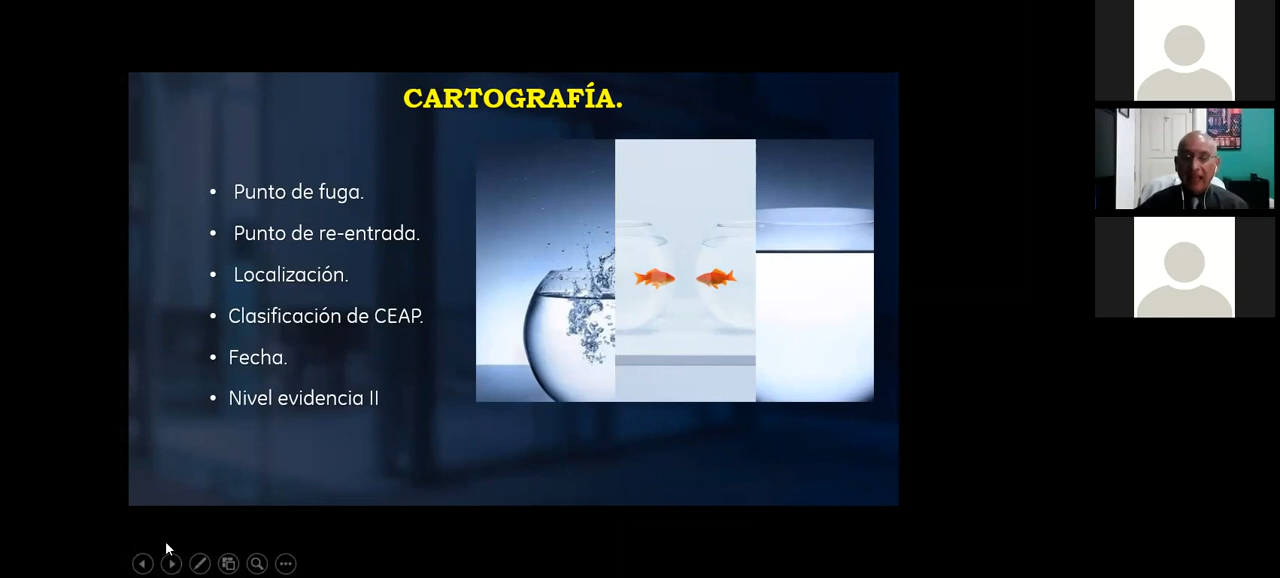 CARTOGRAFÍA.
• Punto de fuga.
• Punto de re-entrada.
• Localización.
• Clasificación de CEAP.
• Fecha.
• Nivel evidencia II